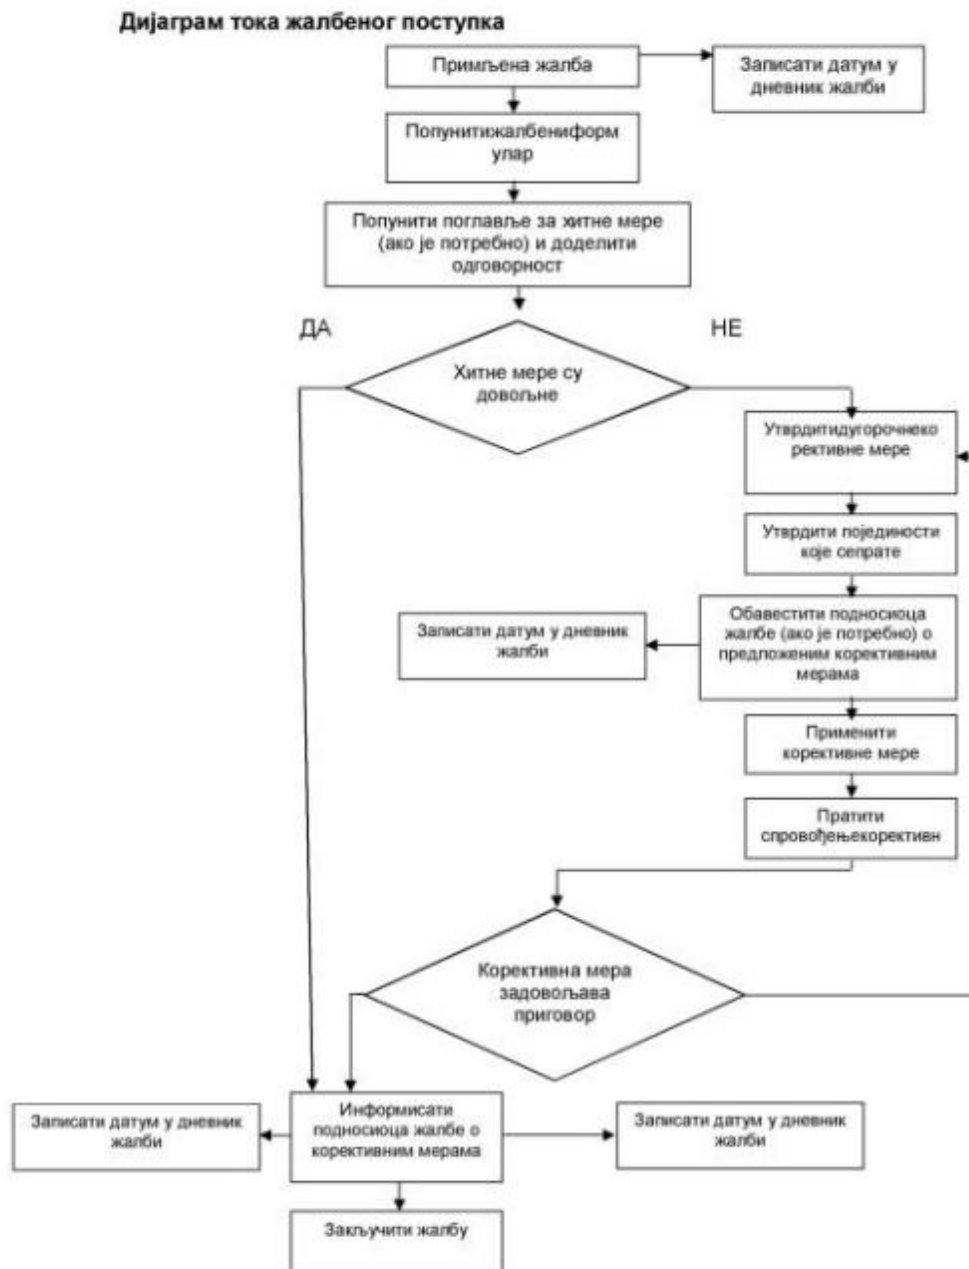 Дијаграм тока жалбеног поступка
Примљена жалба
Записати датум у
дневник жалби
Попунитижалбениформ
улар
Попунити поглавље за хитне мере
(ако је потребно) и доделити
одговорност
ДА
НЕ
Хитне мере су
довољне
Утврдитидугорочнеко
рективне мере
Утврдити појединости
које сепрате
Обавестити подносиоца
жалбе (ако је потребно) о
предложеним корективним
мерама
Записати датум у дневник
жалби
Применити
корективне мере
Пратити
спровођењекорективн
Корективна мера
задовољава
приговор
Информисати
подносиоца жалбе о
корективним мерама
Записати датум у дневник
жалби
Записати датум у дневник
жалби
Закључити жалбу